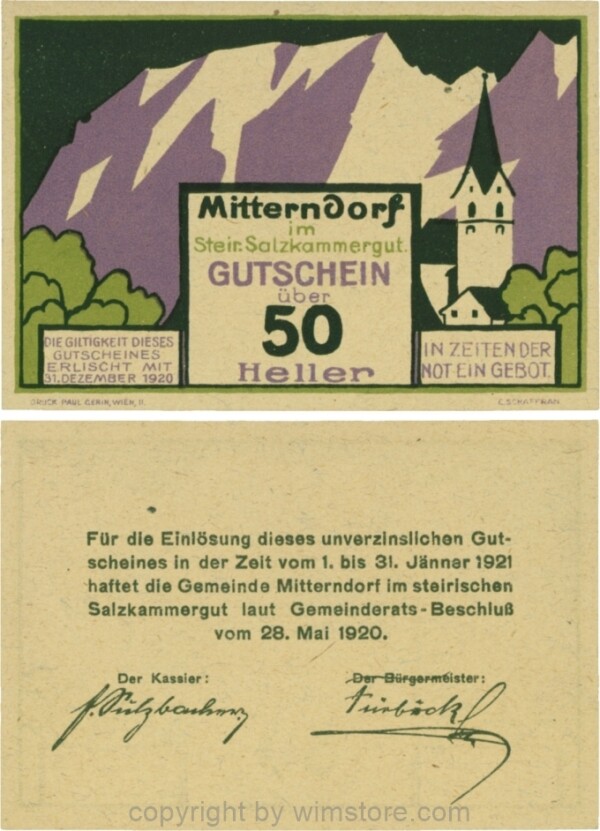 Mitterndorf
im
Steir. Salzkammergut.
GUTSCHEIN
über
50
Heller
DIE GILTIGKEIT DIESES
GUTSCHEINES
ERLISCHT MIT
31. DEZEMBER 1920
IN ZEITEN DER
NOT EIN GEBOT.
DRUCK PAUL GERIN, WIEN, II.
Für die Einlösung dieses unverzinslichen Gut-
scheines in der Zeit vom 1. bis 31. Jänner 1921
haftet die Gemeinde Mitterndorf im steirischen
Salzkammergut laut Gemeinderats-Beschluß
vom 28. Mai 1920.
Der Kassier:
Der Bürgermeister:
copyright by wimstore.com